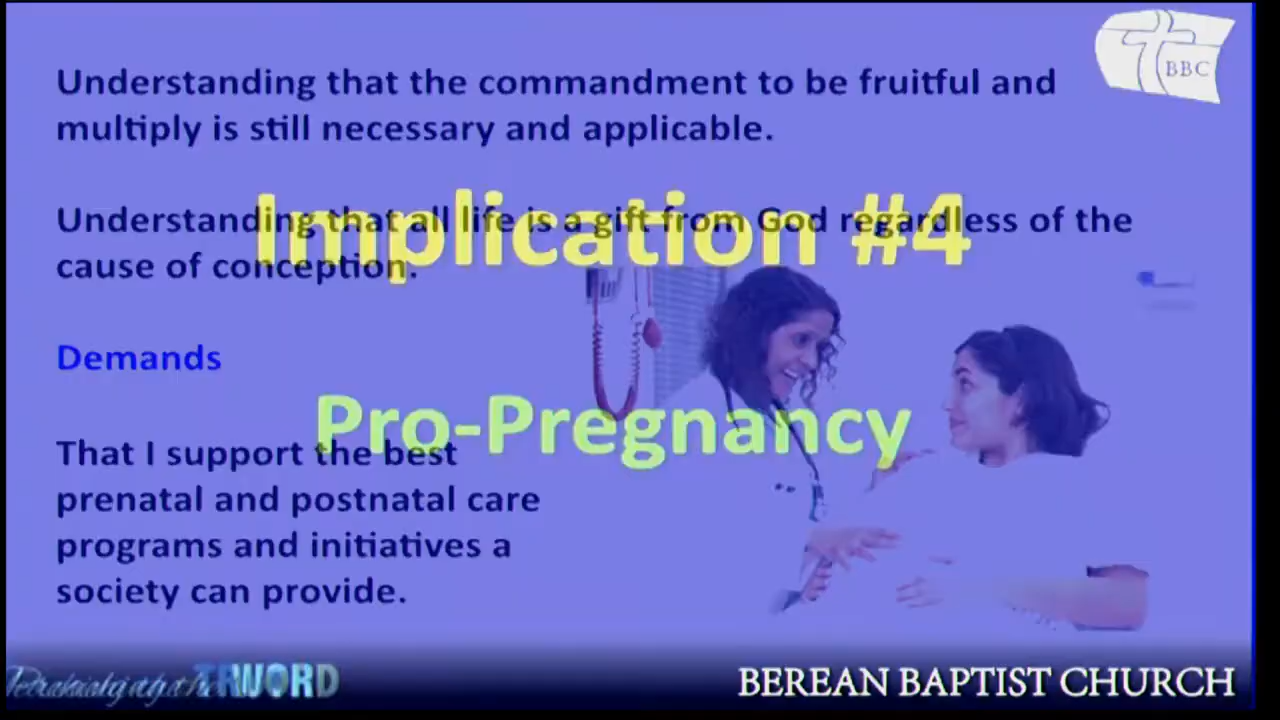 BBC
Understanding that the commandment to be fruitful and
multiply is still necessary and applicable.
Implication #4
Understanding that all life is a gift from God regardless of the
cause of conception.
Demands
Pro-Pregnancy
That I support the best
prenatal and postnatal care
programs and initiatives a
society can provide.
WORD
BEREAN BAPTIST CHURCH